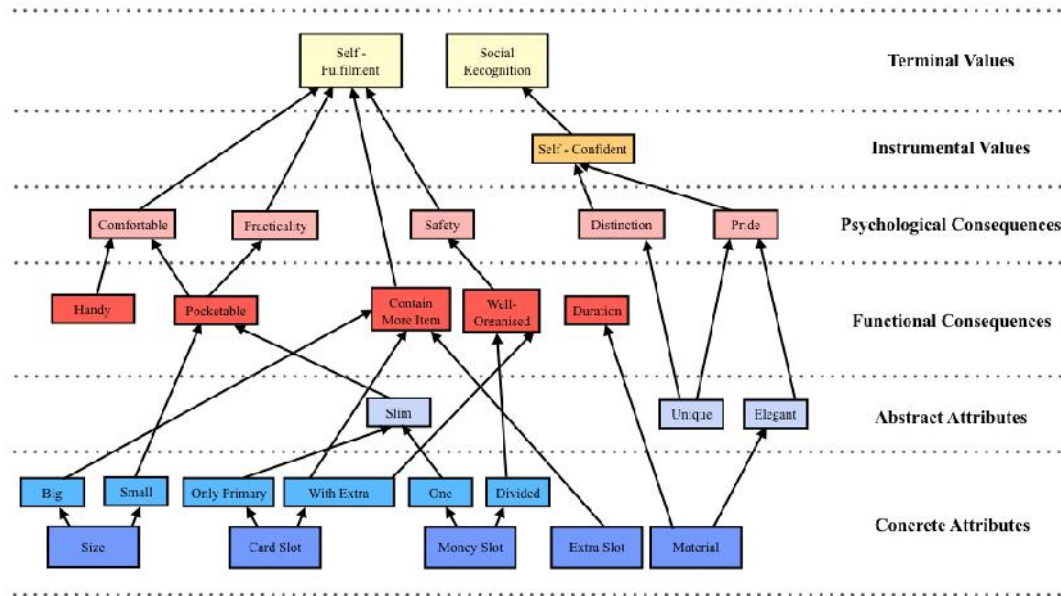 Self -
Fulfilment
Social
Recognition
Terminal Values
Self - Confident
Instrumental Values
Comfortable
Practicality
Safety
Distinction
Pride
Psychological Consequences
Handy
Pocketable
Contain
More Item
Well-
Organised
Duration
Functional Consequences
Slim
Unique
Elegant
Abstract Attributes
Big
Small
Only Primary
With Extra
One
Divided
Concrete Attributes
Size
Card Slot
Money Slot
Extra Slot
Material